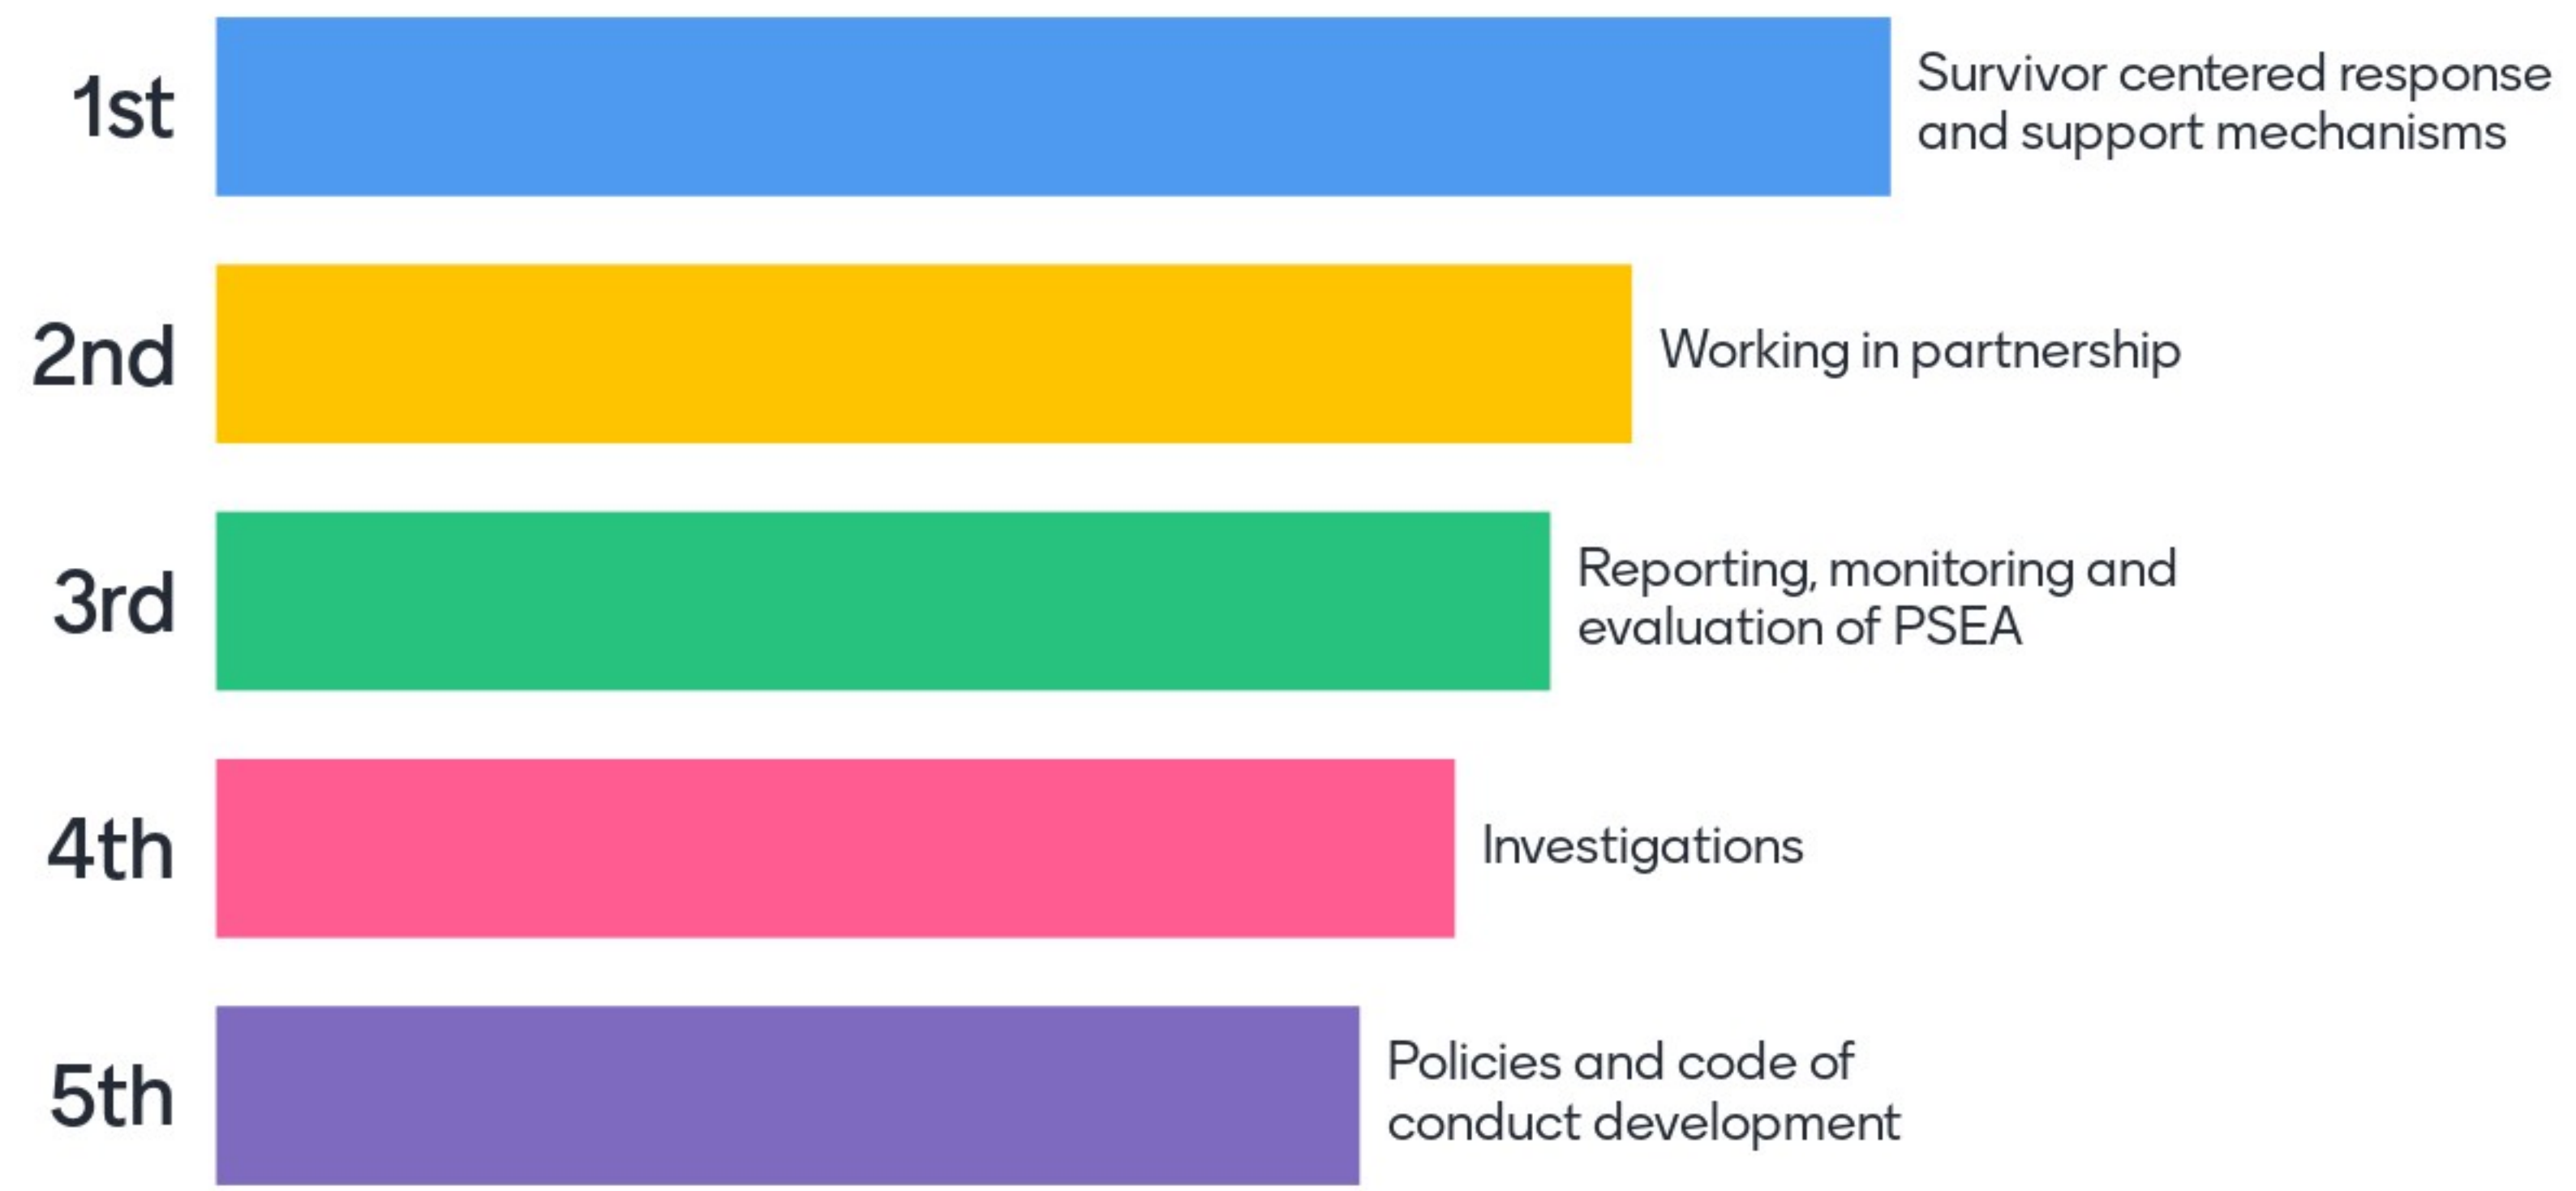 1st
Survivor centered response
and support mechanisms
2nd
Working in partnership
3rd
Reporting, monitoring and
evaluation of PSEA
4th
Investigations
5th
Policies and code of
conduct development